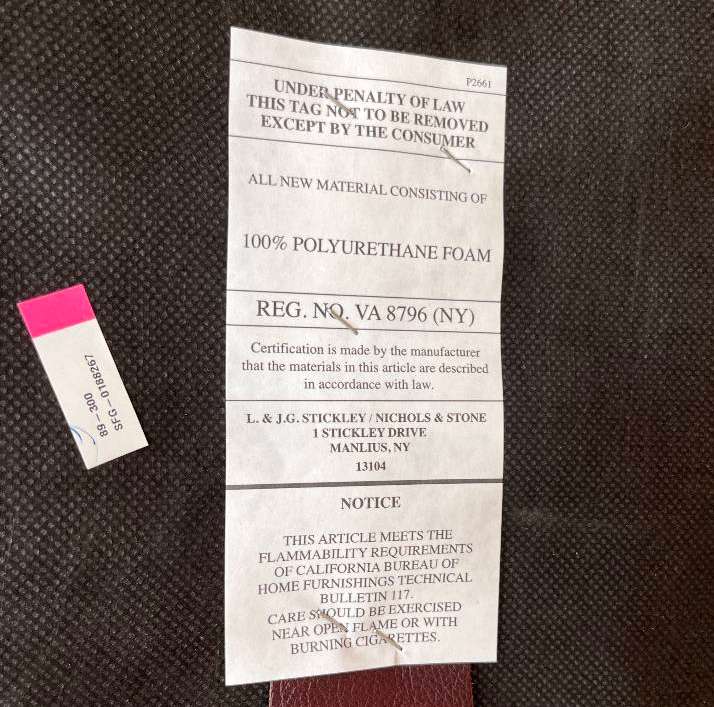 P2661
UNDER PENALTY OF LAW
THIS TAG NOT TO BE REMOVED
EXCEPT BY THE CONSUMER
ALL NEW MATERIAL CONSISTING OF
100% POLYURETHANE FOAM
REG. NO. VA 8796 (NY)
Certification is made by the manufacturer
that the materials in this article are described
in accordance with law.
L. & J.G. STICKLEY / NICHOLS & STONE
1 STICKLEY DRIVE
MANLIUS, NY
13104
NOTICE
THIS ARTICLE MEETS THE
FLAMMABILITY REQUIREMENTS
OF CALIFORNIA BUREAU OF
HOME FURNISHINGS TECHNICAL
BULLETIN 117.
CARE SHOULD BE EXERCISED
NEAR OPEN FLAME OR WITH
BURNING CIGARETTES.
89-300
SFG-0188267